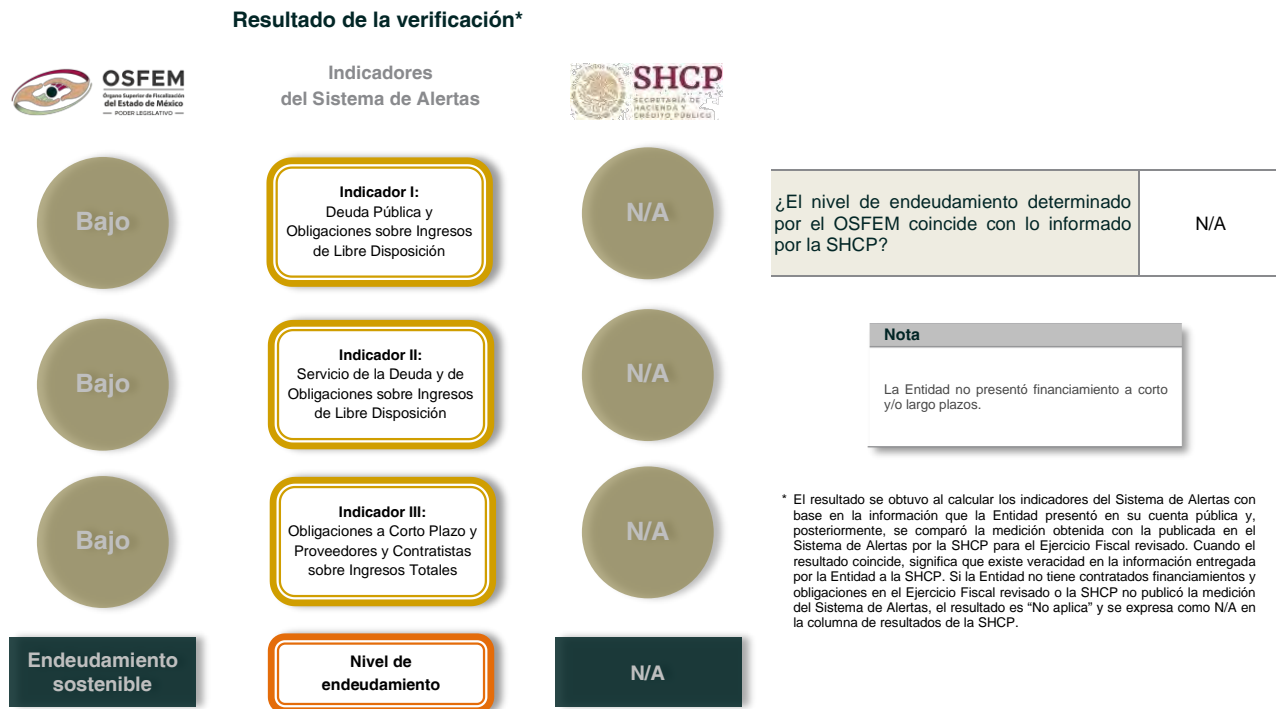 Resultado de la verificación*
OSFEM
Órgano Superior de Fiscalización
del Estado de México
PODER LEGISLATIVO
Indicadores
del Sistema de Alertas
SHCP
SECRETARÍA DE
HACIENDA Y
CRÉDITO PÚBLICO
Bajo
Indicador I:
Deuda Pública y
Obligaciones sobre Ingresos
de Libre Disposición
N/A
Bajo
Indicador II:
Servicio de la Deuda y de
Obligaciones sobre Ingresos
de Libre Disposición
N/A
Bajo
Indicador III:
Obligaciones a Corto Plazo y
Proveedores y Contratistas
sobre Ingresos Totales
N/A
Endeudamiento
sostenible
Nivel de
endeudamiento
N/A
¿El nivel de endeudamiento determinado
por el OSFEM coincide con lo informado
por la SHCP?
N/A
Nota
La Entidad no presentó financiamiento a corto
y/o largo plazos.
* El resultado se obtuvo al calcular los indicadores del Sistema de Alertas con
base en la información que la Entidad presentó en su cuenta pública y,
posteriormente, se comparó la medición obtenida con la publicada en el
Sistema de Alertas por la SHCP para el Ejercicio Fiscal revisado. Cuando el
resultado coincide, significa que existe veracidad en la información entregada
por la Entidad a la SHCP. Si la Entidad no tiene contratados financiamientos y
obligaciones en el Ejercicio Fiscal revisado o la SHCP no publicó la medición
del Sistema de Alertas, el resultado es “No aplica” y se expresa como N/A en
la columna de resultados de la SHCP.